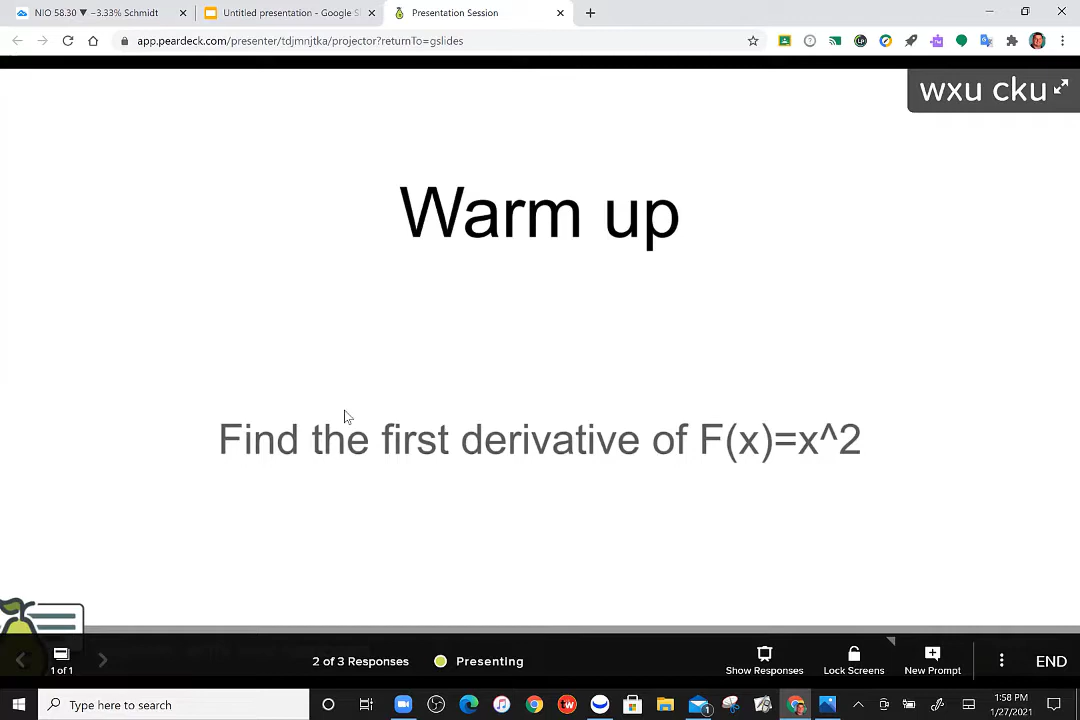 NIO 58.30 ▼ −3.33% Schmidt
Untitled presentation - Google Sl
Presentation Session
app.peardeck.com/presenter/tdjmnjtka/projector?returnTo=gslides
wxu cku
Warm up
Find the first derivative of F(x)=x^2
1 of 1
2 of 3 Responses
Presenting
Show Responses
Lock Screens
New Prompt
END
Type here to search
1:58 PM
1/27/2021